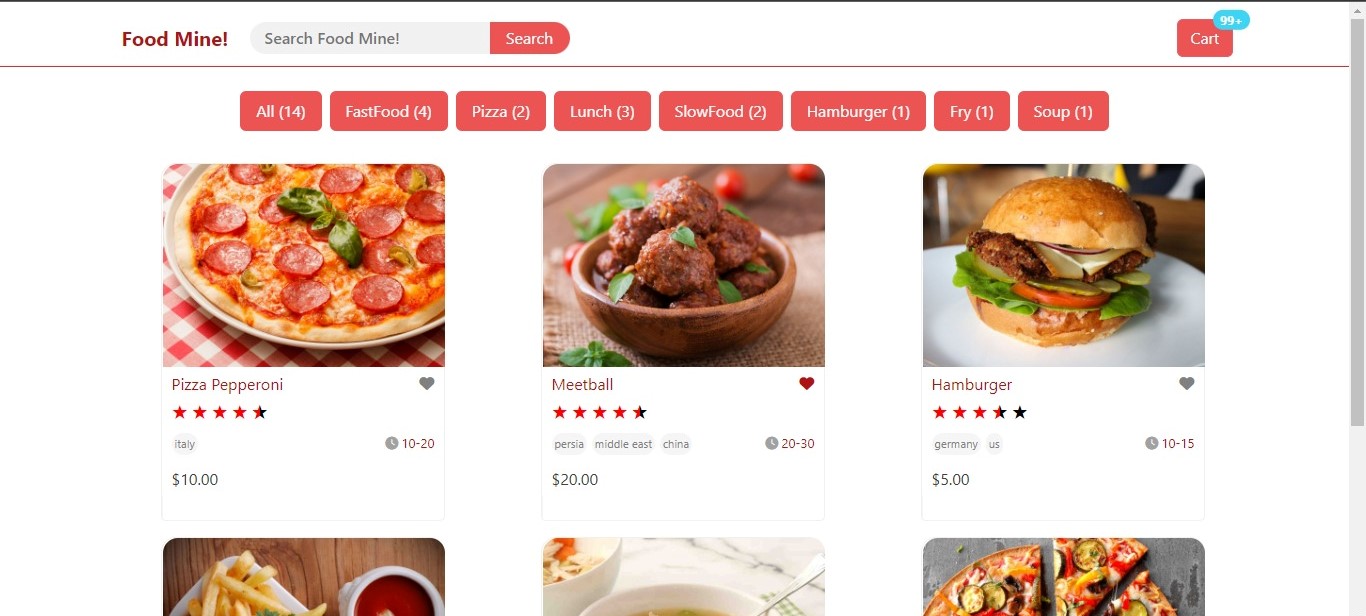 Food Mine! Search Food Mine! Search Cart 99+
All (14) FastFood (4) Pizza (2) Lunch (3) SlowFood (2) Hamburger (1) Fry (1) Soup (1)
Pizza Pepperoni
italy 10-20
$10.00
Meetball
persia middle east china 20-30
$20.00
Hamburger
germany us 10-15
$5.00